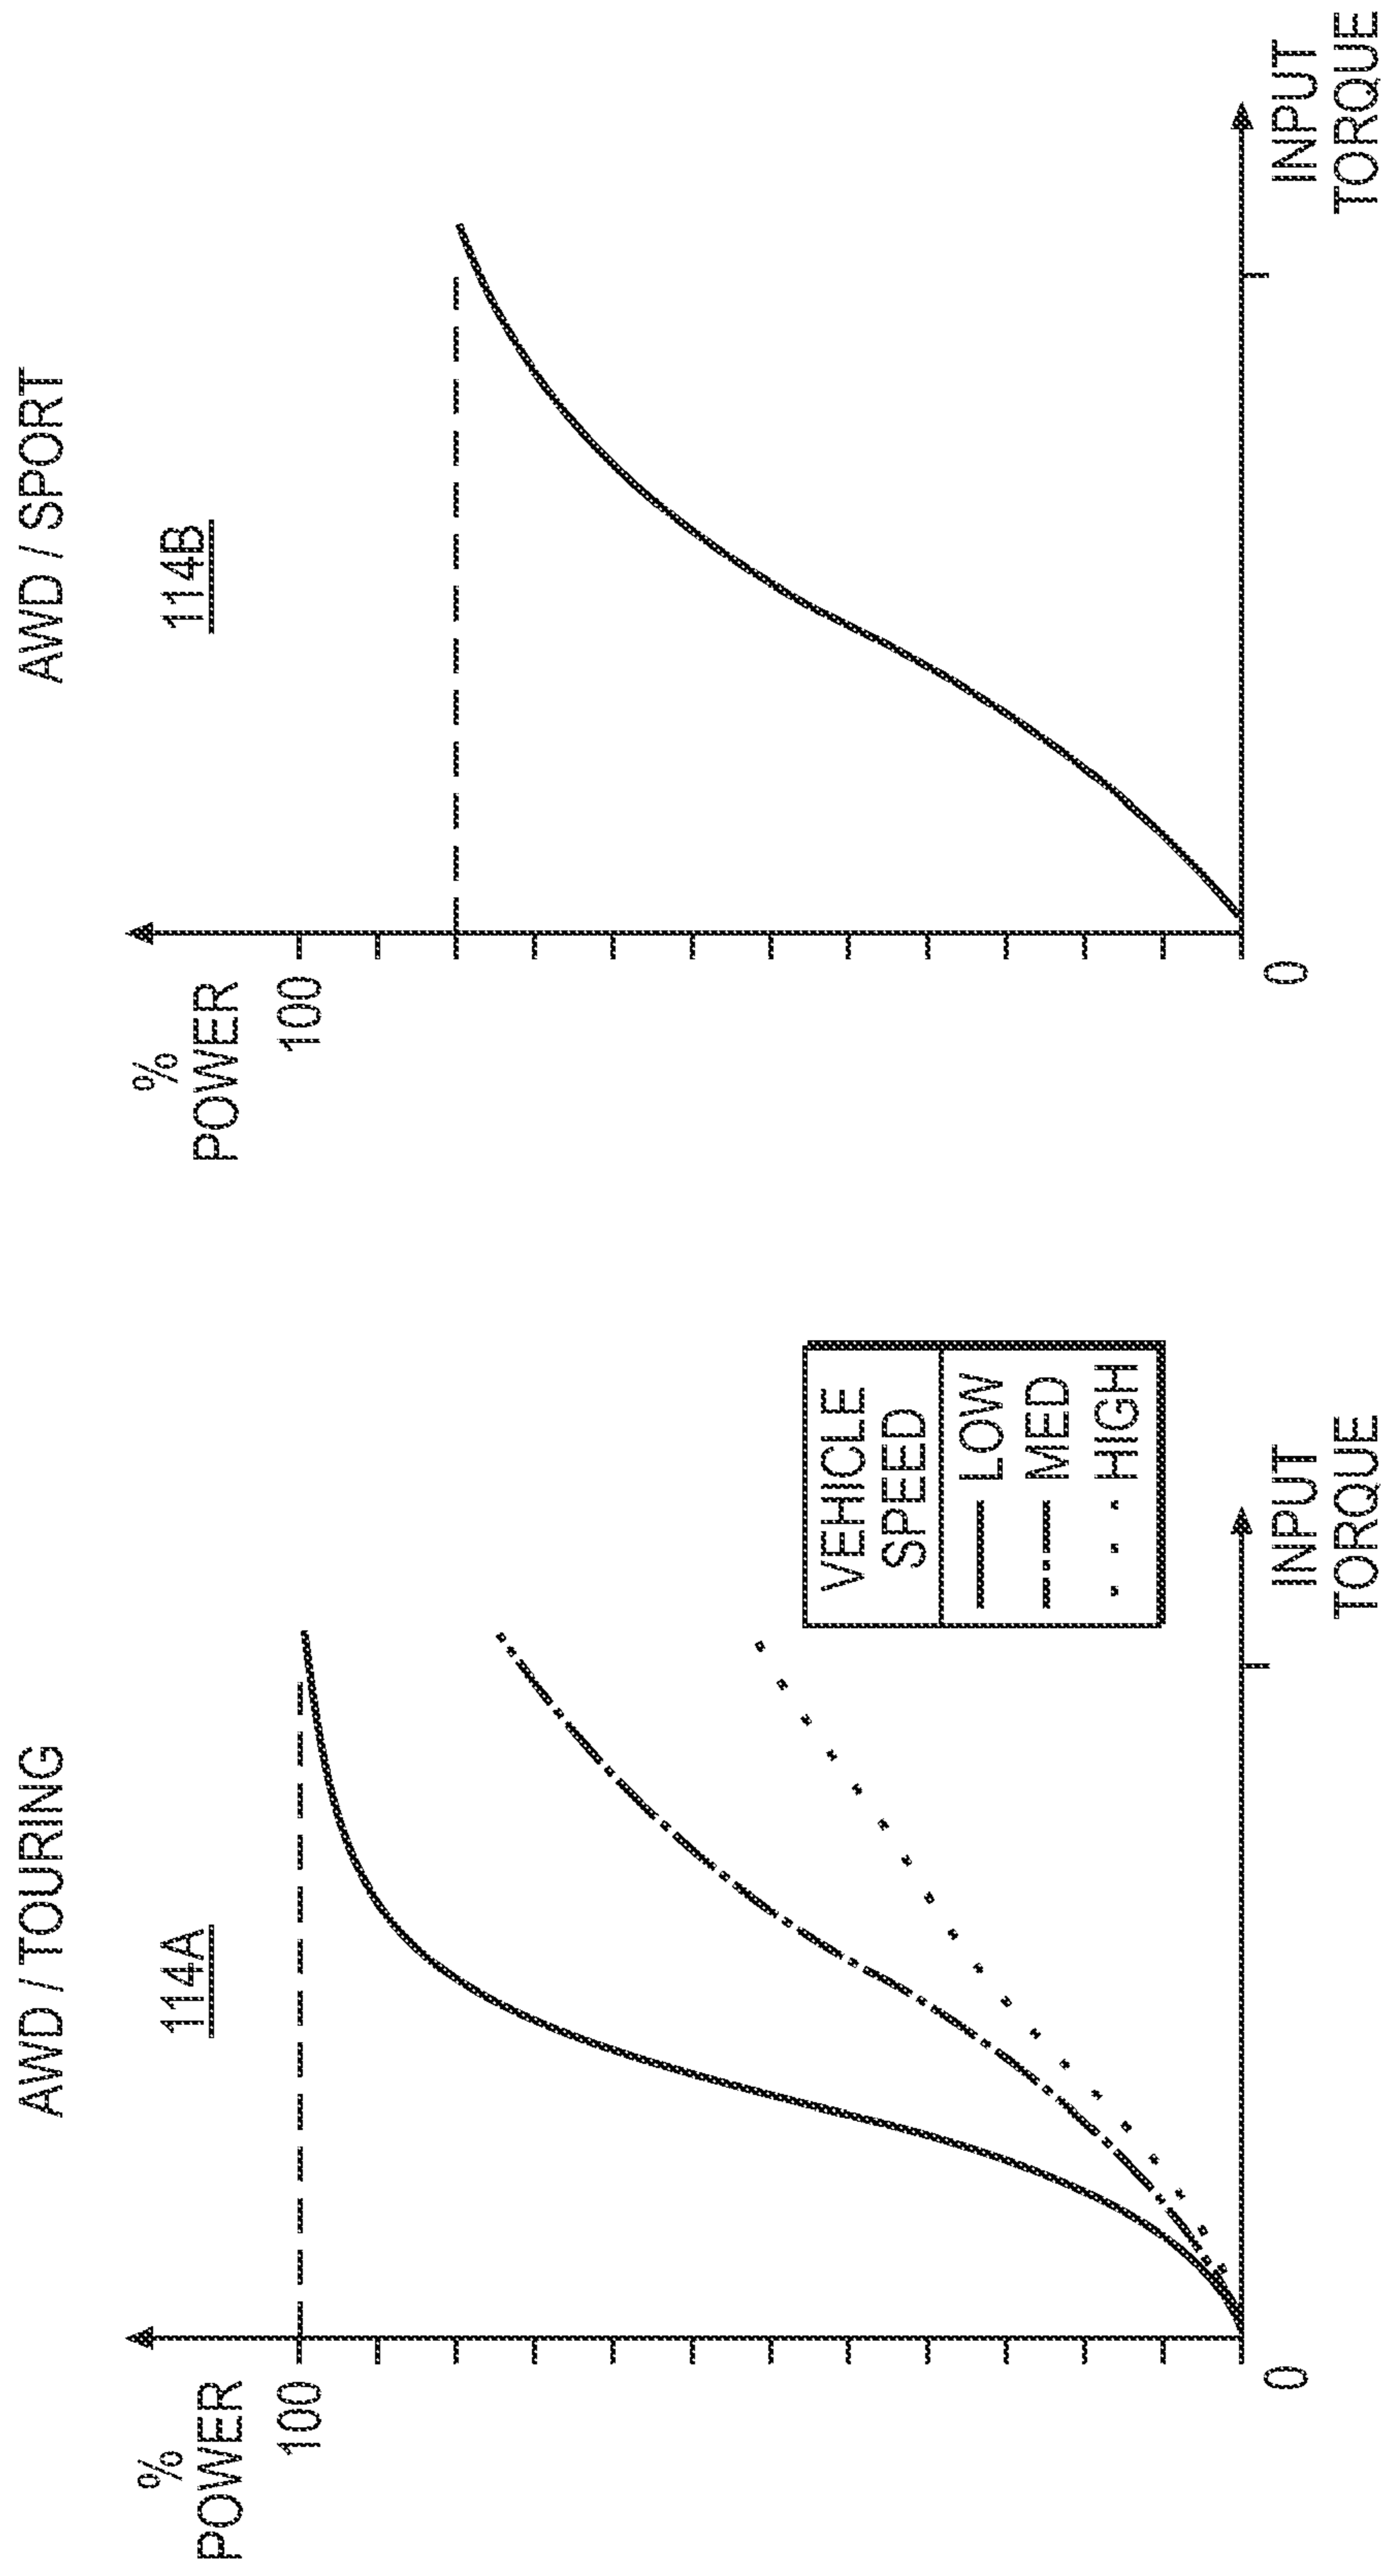 AWD / TOURING
114A
%
POWER
100
0
INPUT
TORQUE
VEHICLE
SPEED
LOW
MED
HIGH
AWD / SPORT
114B
%
POWER
100
0
INPUT
TORQUE